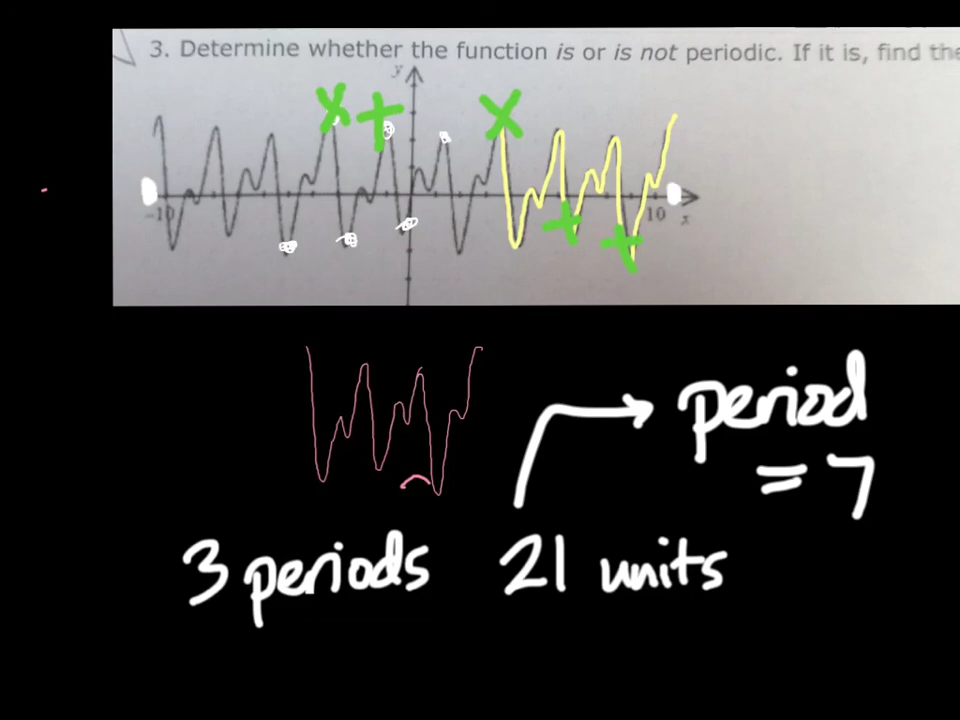 3. Determine whether the function is or is not periodic. If it is, find the
y
-10
10
x
period
= 7
3 periods 21 units